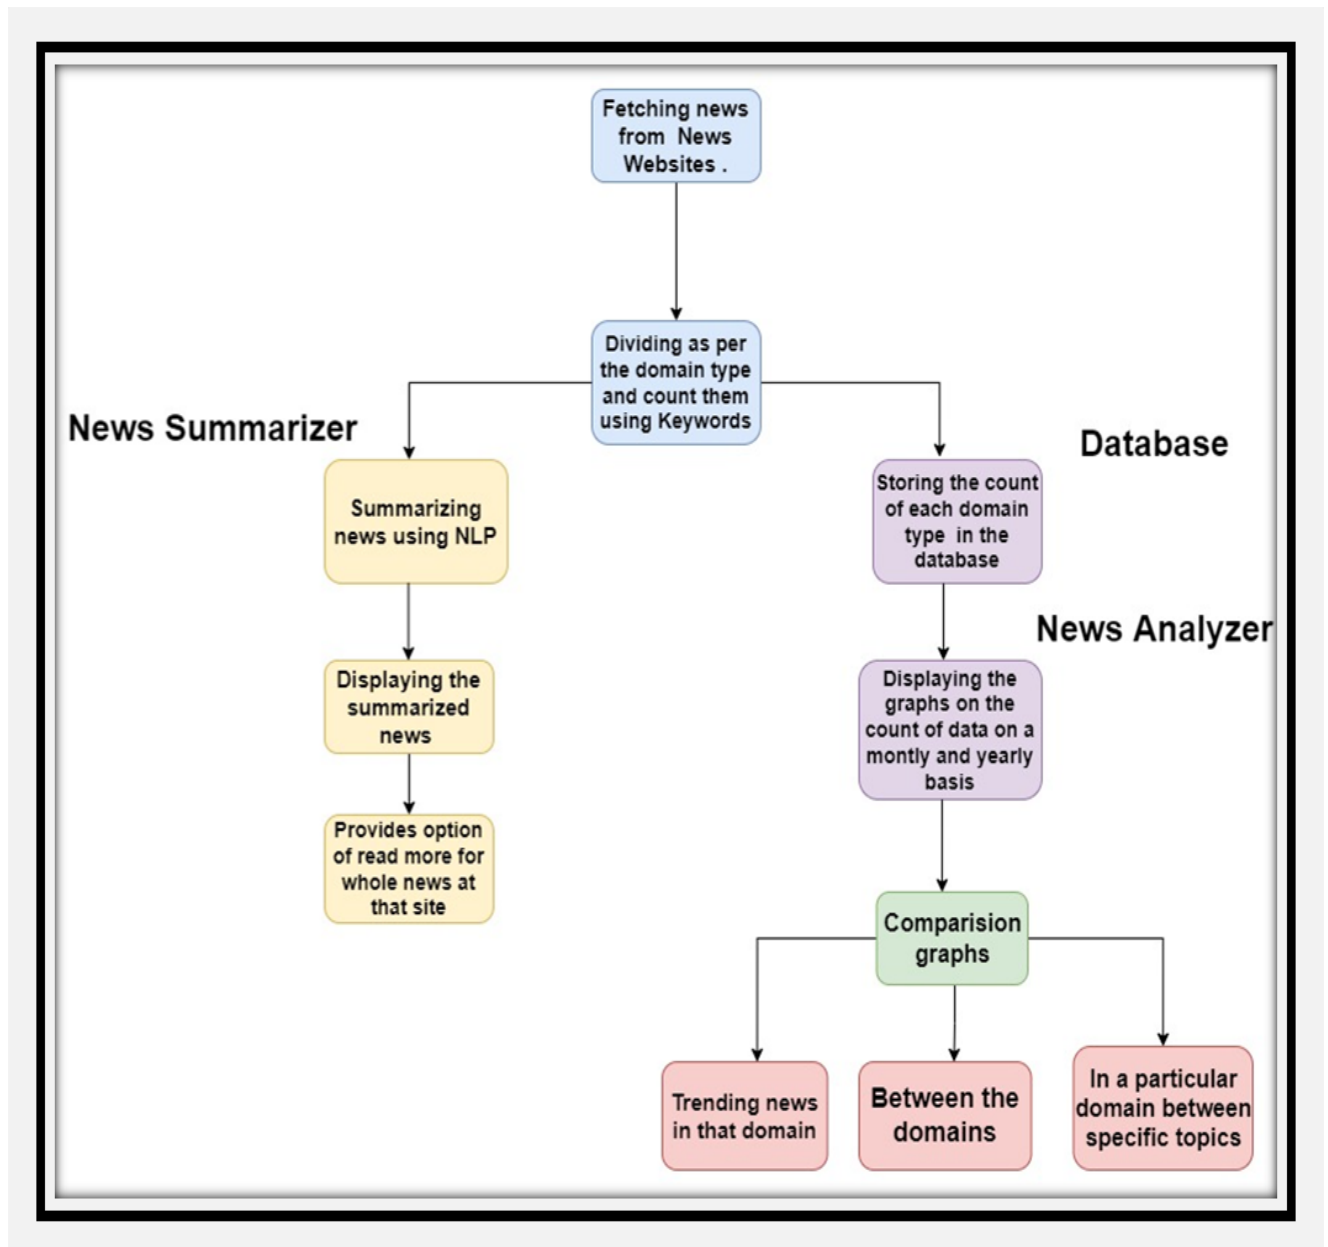 Fetching news
from News
Websites .
Dividing as per
the domain type
and count them
using Keywords
News Summarizer
Database
Summarizing
news using NLP
Storing the count
of each domain
type in the
database
News Analyzer
Displaying the
summarized
news
Displaying the
graphs on the
count of data on a
montly and yearly
basis
Provides option
of read more for
whole news at
that site
Comparision
graphs
Trending news
in that domain
Between the
domains
In a particular
domain between
specific topics